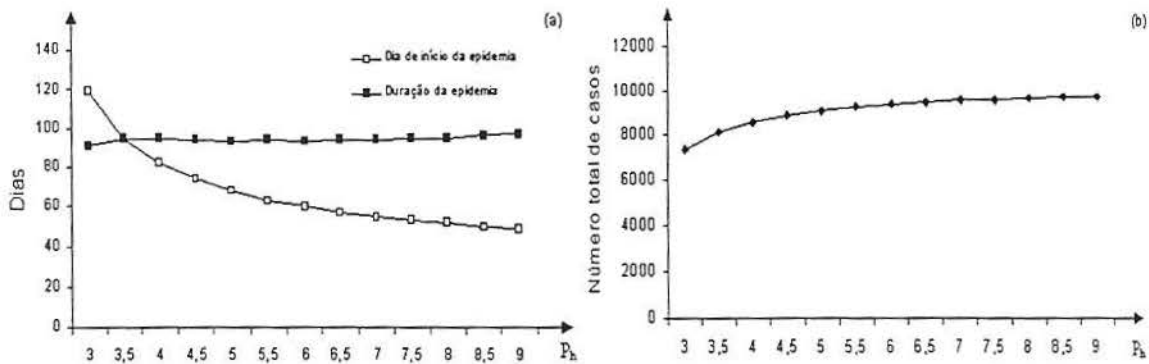 (a)
140
120
100
80
60
40
20
0
Dias
Dia de início da epidemia
Duração da epidemia
3 3,5 4 4,5 5 5,5 6 6,5 7 7,5 8 8,5 9 Ph
(b)
12000
10000
8000
6000
4000
2000
0
Número total de casos
3 3,5 4 4,5 5 5,5 6 6,5 7 7,5 8 8,5 9 Ph